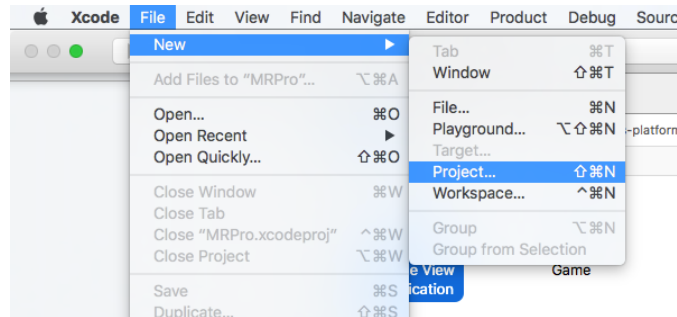 Xcode File Edit View Find Navigate Editor Product Debug Sourc
New
Add Files to “MRPro”... ⌥⌘A
Open... ⌘O
Open Recent
Open Quickly... ⇧⌘O
Close Window ⌘W
Close Tab
Close “MRPro.xcodeproj” ^⌘W
Close Project ⌥⌘W
Save ⌘S
Duplicate... ⇧⌘S
Tab ⌘T
Window ⇧⌘T
File... ⌘N
Playground... ⌥⇧⌘N
Target...
Project... ⇧⌘N
Workspace... ^⌘N
Group ⌥⌘N
Group from Selection
-platform
e View
ication
Game